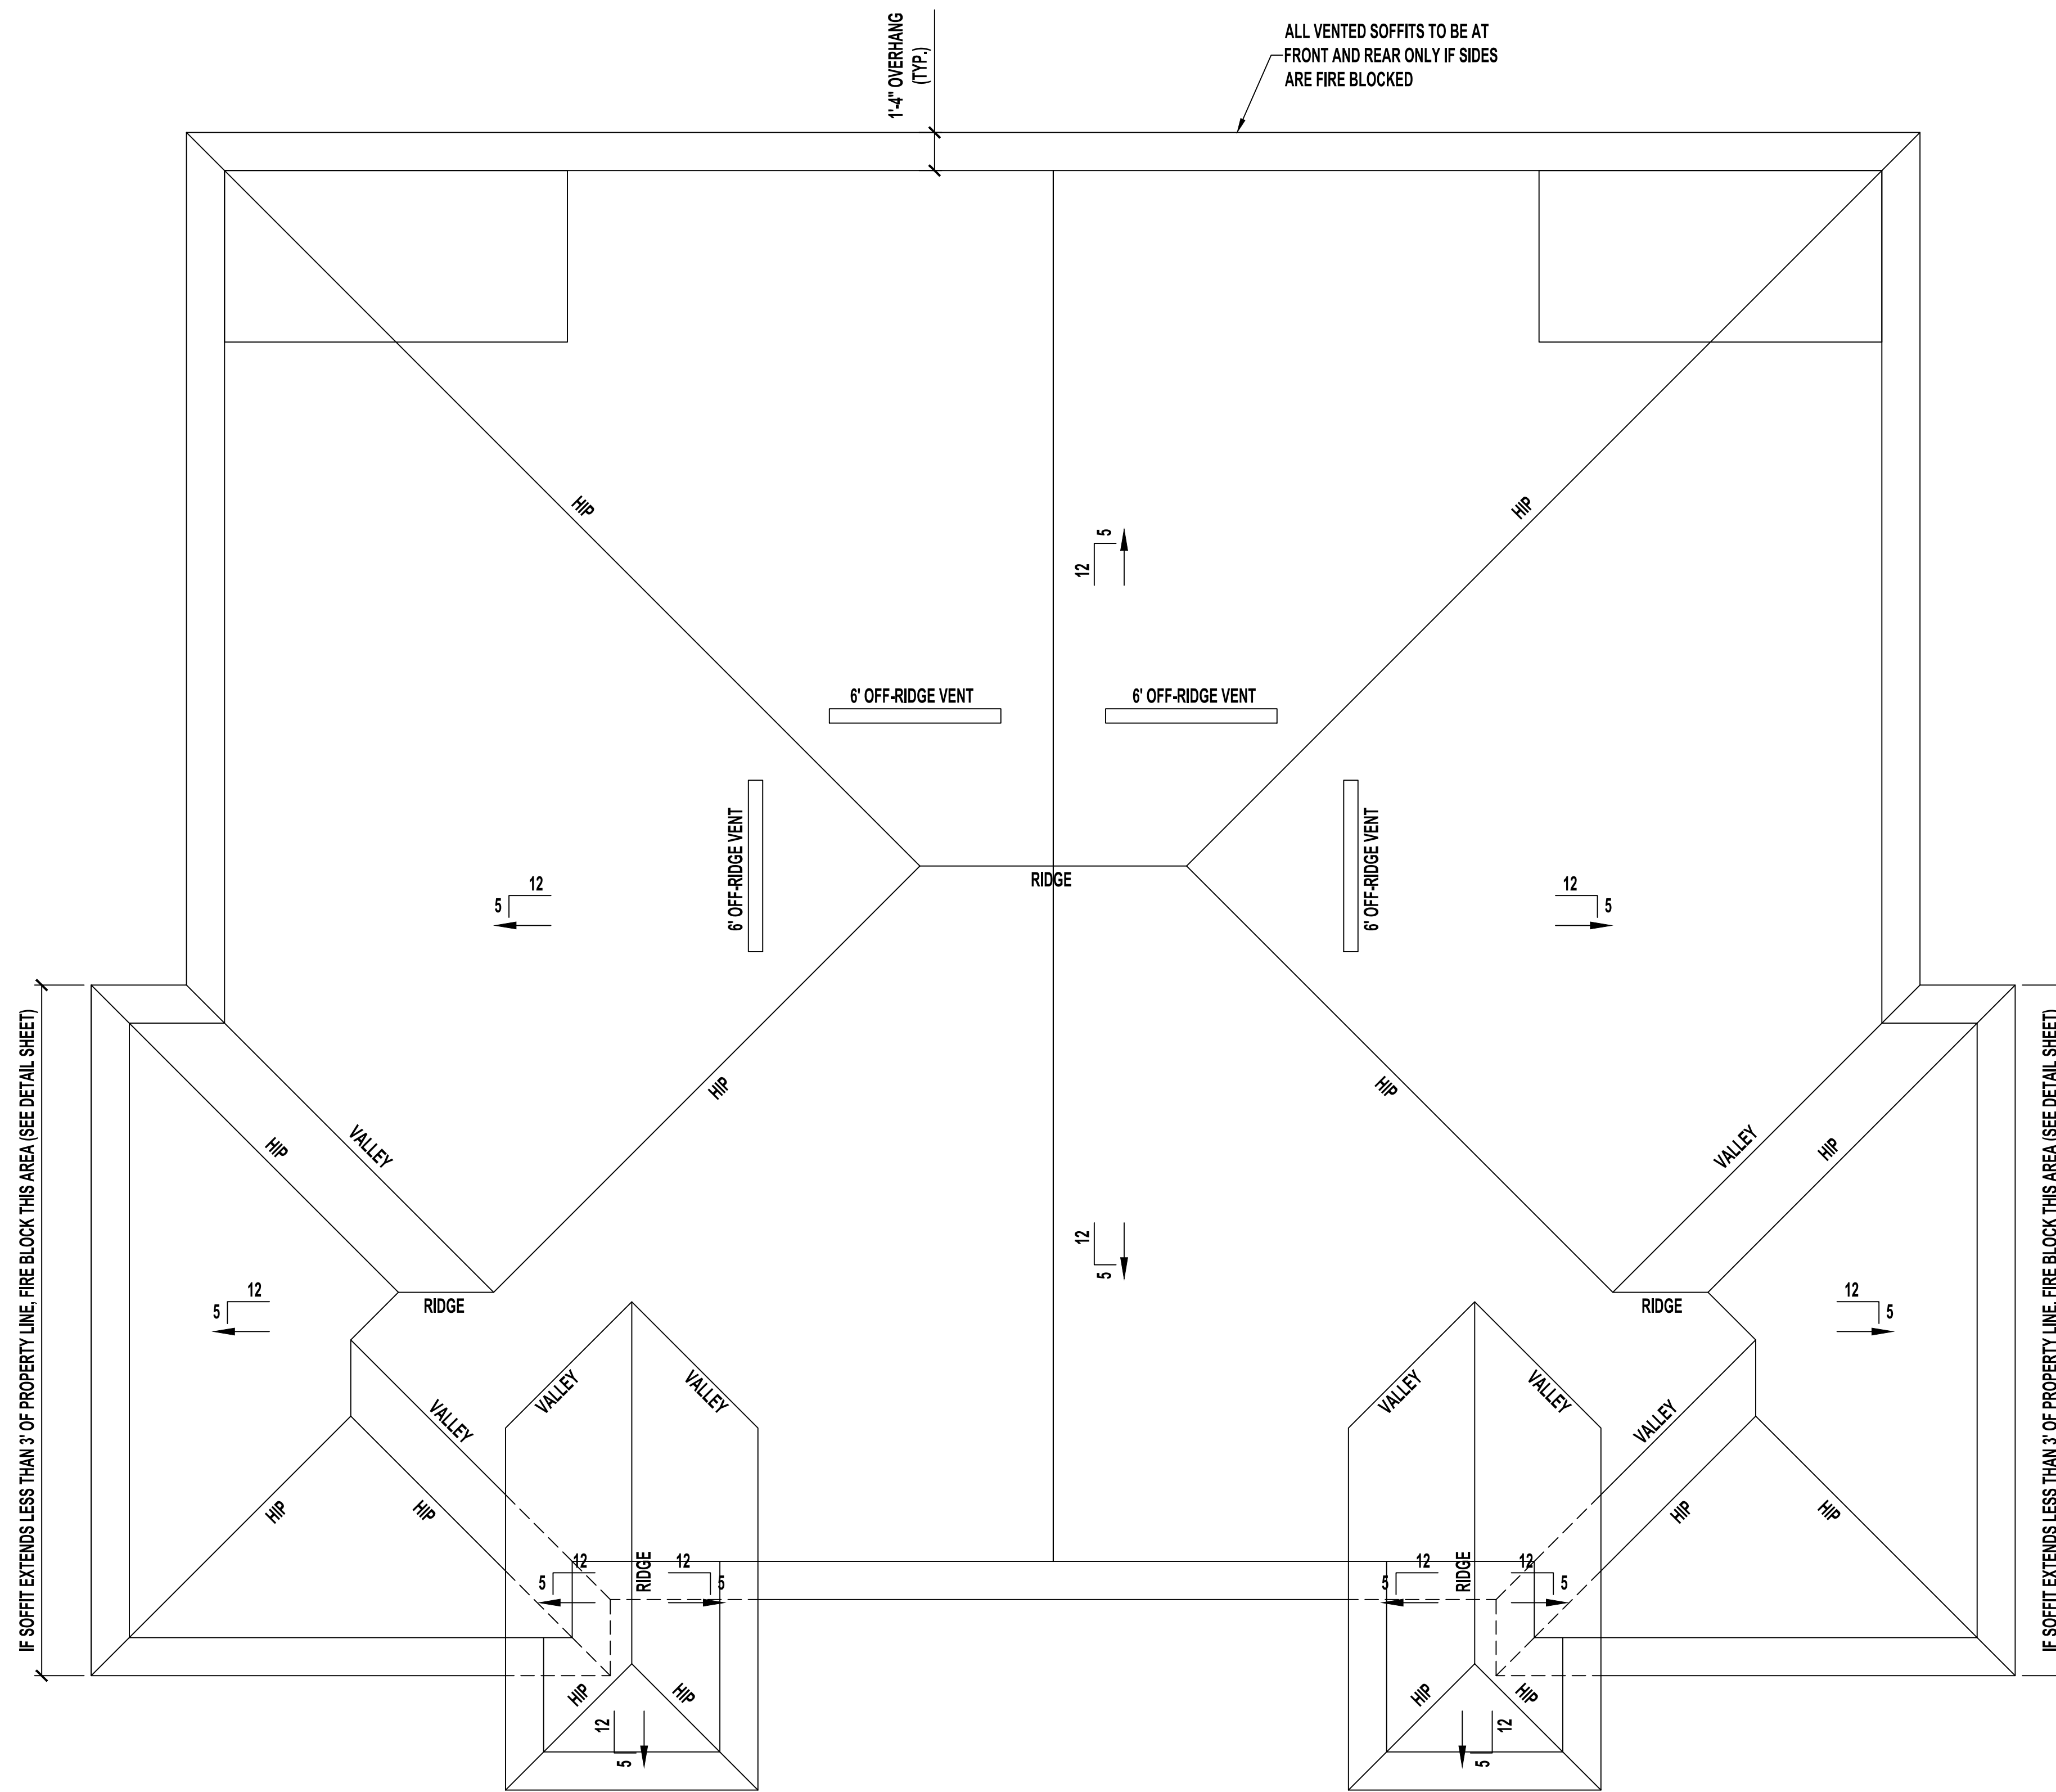 1'-4" OVERHANG
(TYP.)
ALL VENTED SOFFITS TO BE AT
FRONT AND REAR ONLY IF SIDES
ARE FIRE BLOCKED
HIP
HIP
5
12
6' OFF-RIDGE VENT
6' OFF-RIDGE VENT
6' OFF-RIDGE VENT
6' OFF-RIDGE VENT
RIDGE
12
5
12
5
IF SOFFIT EXTENDS LESS THAN 3' OF PROPERTY LINE, FIRE BLOCK THIS AREA (SEE DETAIL SHEET)
IF SOFFIT EXTENDS LESS THAN 3' OF PROPERTY LINE, FIRE BLOCK THIS AREA (SEE DETAIL SHEET)
HIP
HIP
HIP
VALLEY
VALLEY
HIP
12
5
12
5
RIDGE
RIDGE
12
5
VALLEY
VALLEY
VALLEY
VALLEY
VALLEY
VALLEY
HIP
HIP
HIP
HIP
12
5
RIDGE
12
5
12
5
RIDGE
12
5
HIP
HIP
HIP
HIP
12
5
12
5